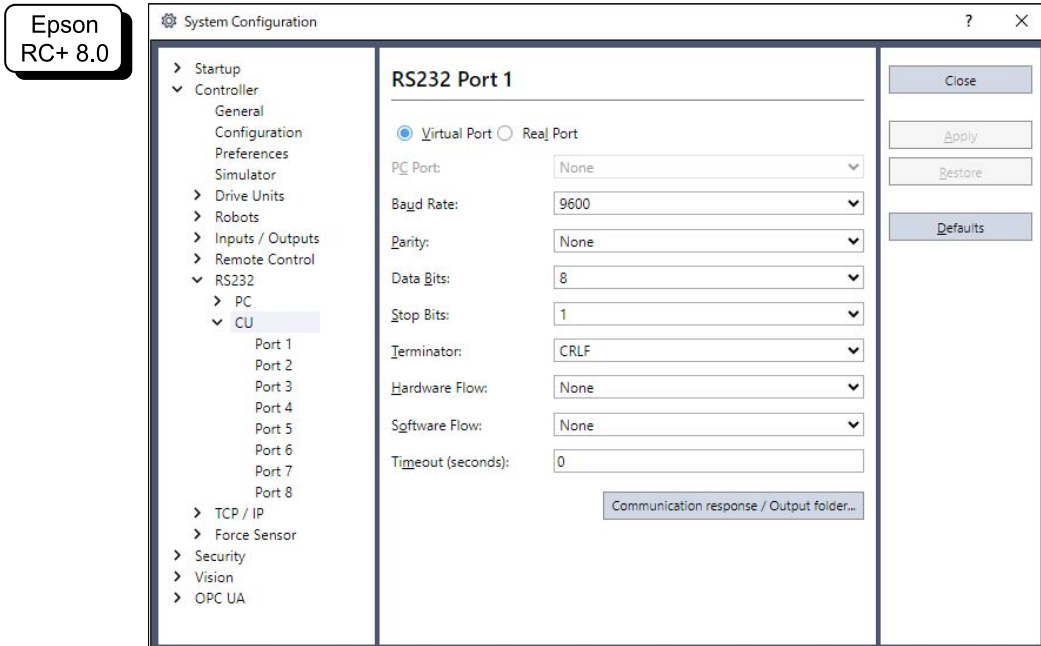 Epson
RC+ 8.0
System Configuration
?
Startup
Controller
General
Configuration
Preferences
Simulator
Drive Units
Robots
Inputs / Outputs
Remote Control
RS232
PC
CU
Port 1
Port 2
Port 3
Port 4
Port 5
Port 6
Port 7
Port 8
TCP / IP
Force Sensor
Security
Vision
OPC UA
RS232 Port 1
Virtual Port Real Port
PC Port: None
Baud Rate: 9600
Parity: None
Data Bits: 8
Stop Bits: 1
Terminator: CRLF
Hardware Flow: None
Software Flow: None
Timeout (seconds): 0
Communication response / Output folder...
Close
Apply
Restore
Defaults